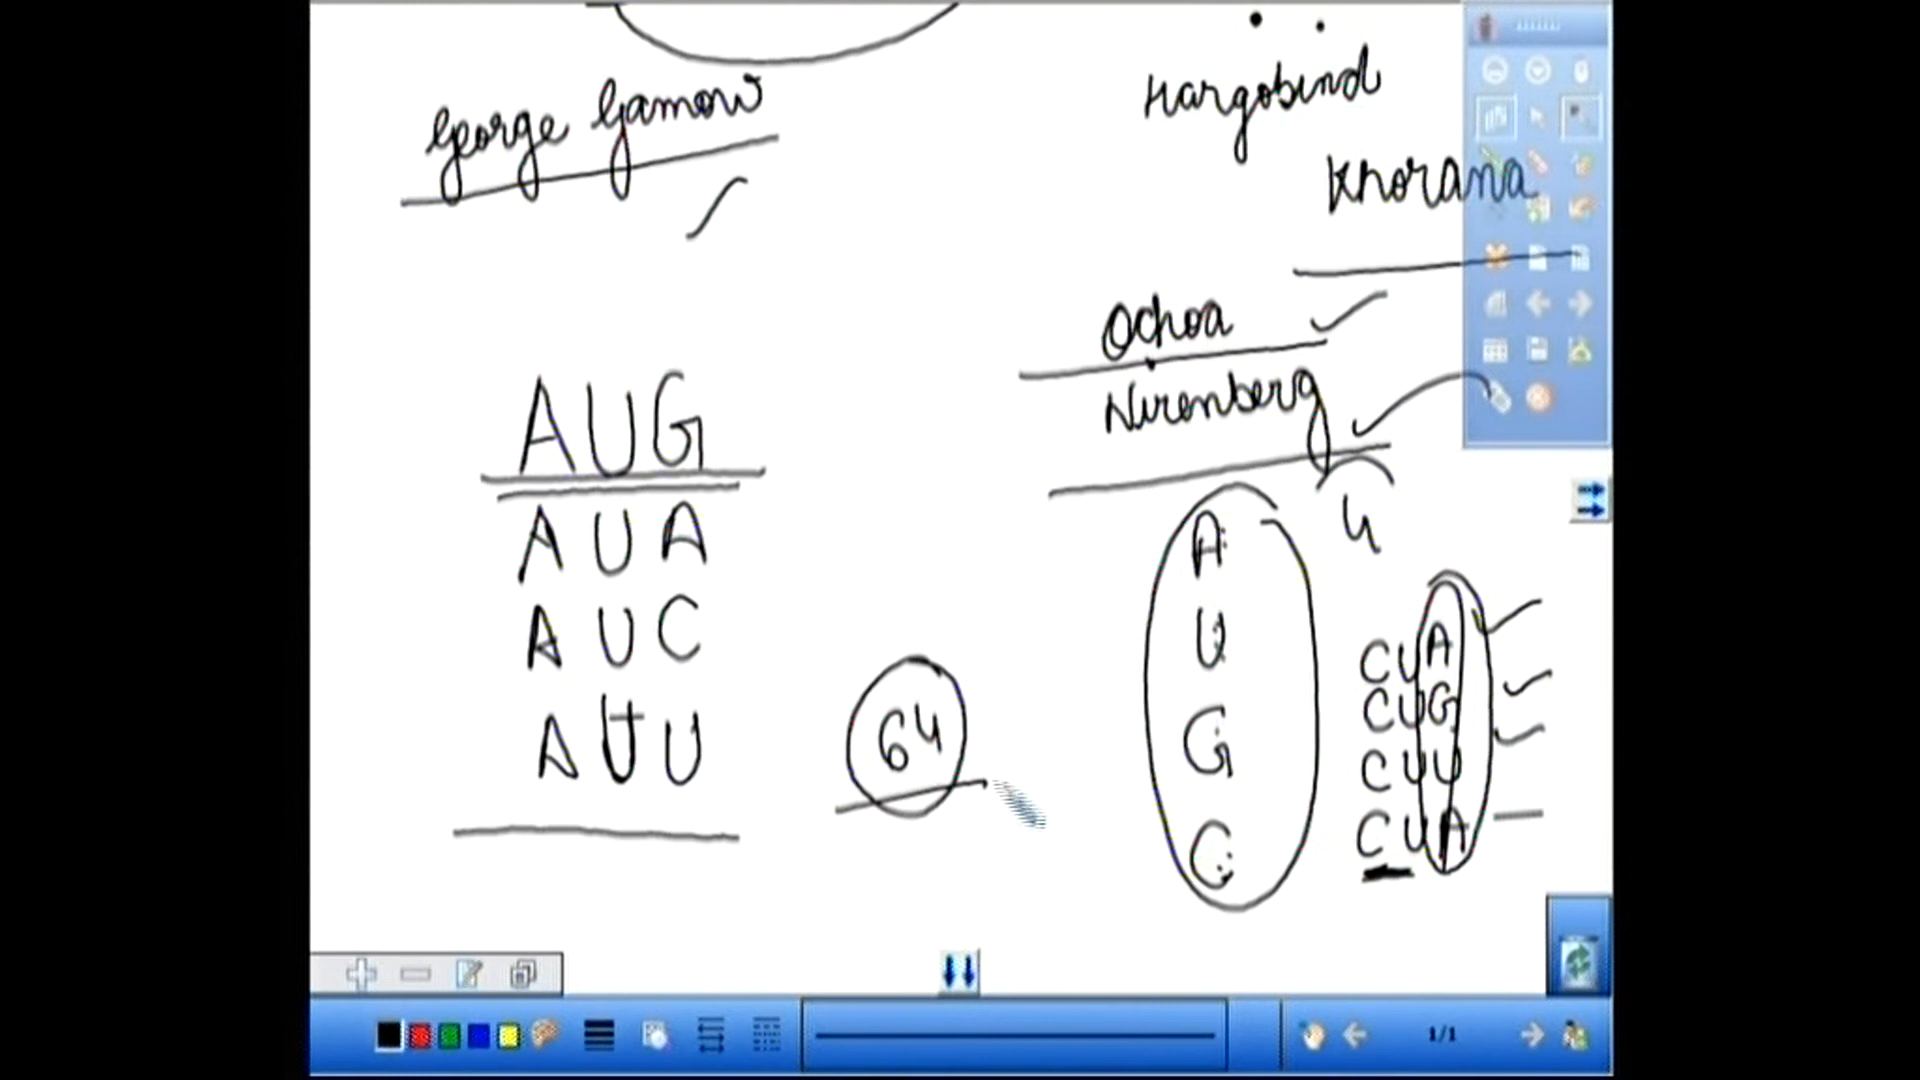 George Gamow
Hargobind
Khorana
Ochoa
Nirenberg
AUG
AUA
AUC
AUU
64
A
U
G
C
4
CUA
CUG
CUU
CUA
1/1